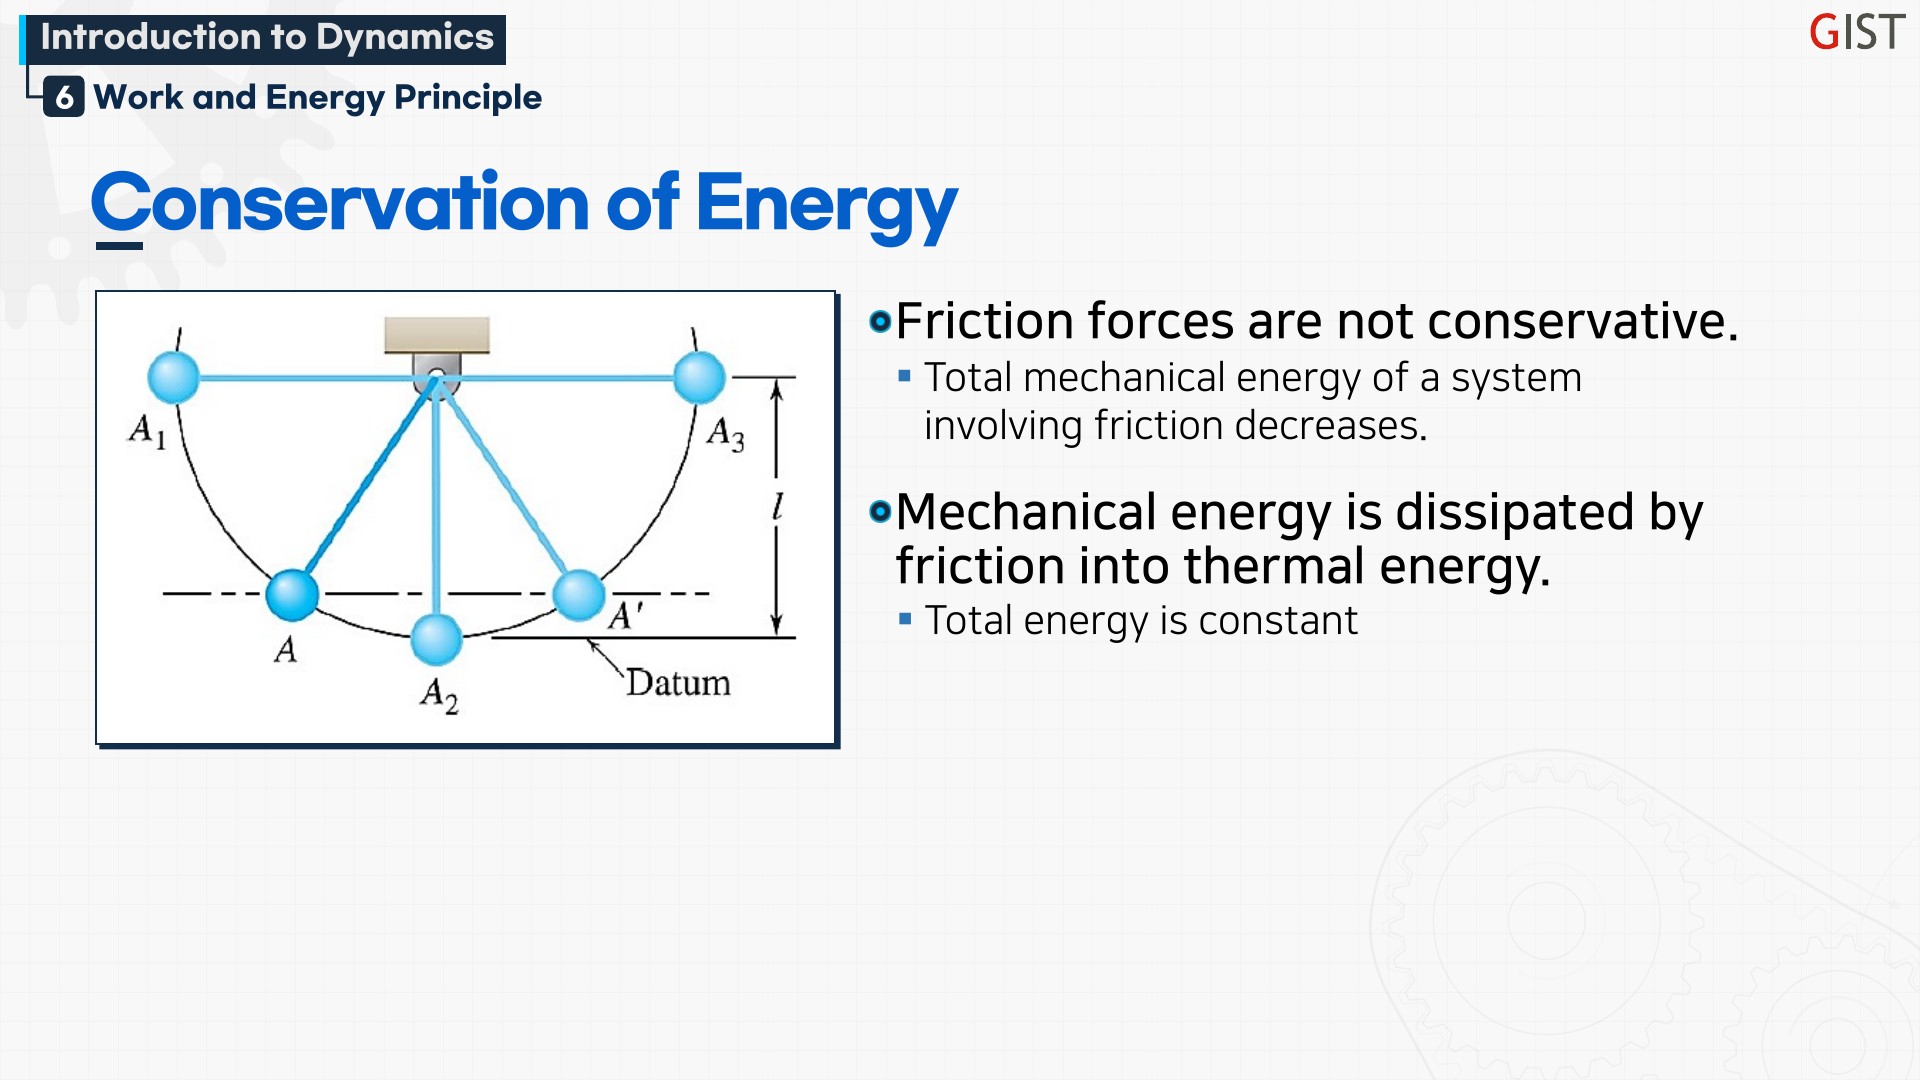 Introduction to Dynamics
GIST
6 Work and Energy Principle
Conservation of Energy
A1
A3
l
A
A'
A2
Datum
Friction forces are not conservative.
Total mechanical energy of a system
involving friction decreases.
Mechanical energy is dissipated by
friction into thermal energy.
Total energy is constant